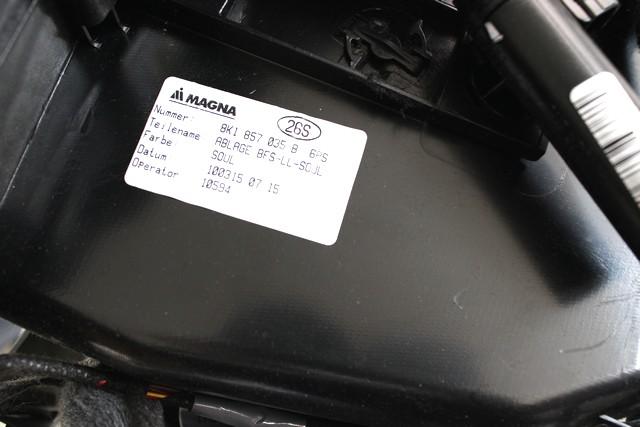 MAGNA
26S
Nummer: 8K1 857 035 B 6PS
Teilename ABLAGE BFS-LL-SOUL
Farbe SOUL
Datum 100315 07 15
Operator 10594